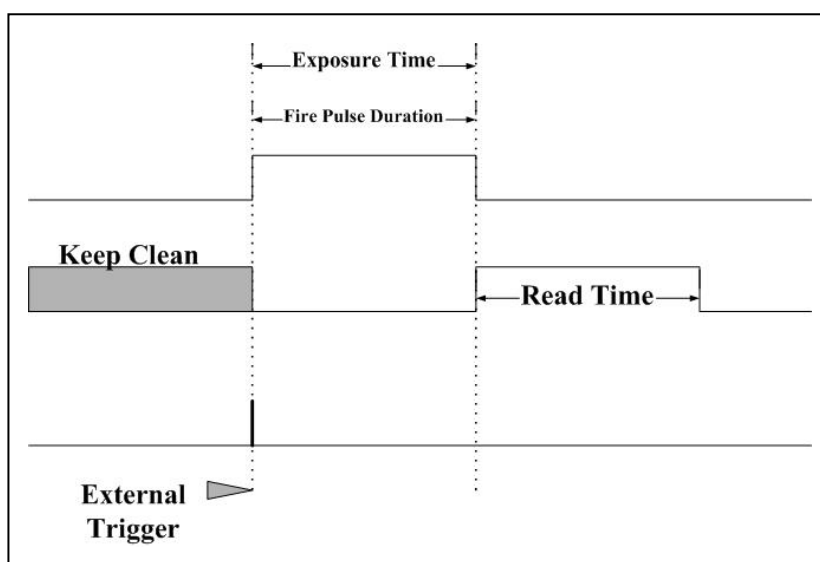 Exposure Time
Fire Pulse Duration
Keep Clean
Read Time
External
Trigger